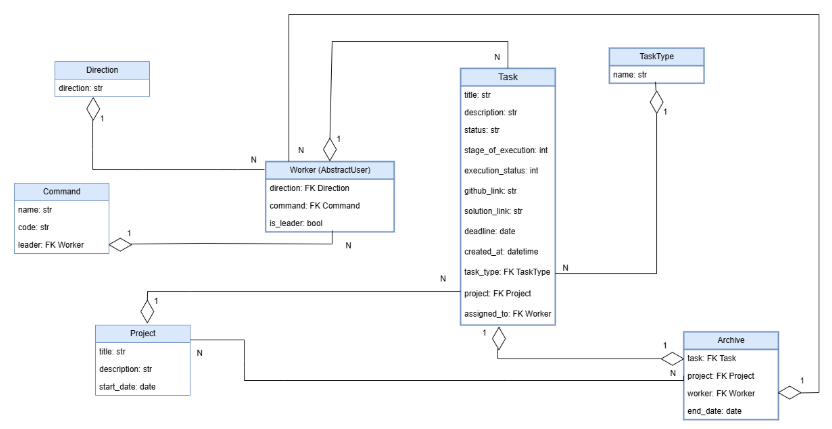 Direction
direction: str
1
N
Command
name: str
code: str
leader: FK Worker
1
N
N
1
Worker (AbstractUser)
direction: FK Direction
command: FK Command
is_leader: bool
N
Task
title: str
description: str
status: str
stage_of_execution: int
execution_status: int
github_link: str
solution_link: str
deadline: date
created_at: datetime
task_type: FK TaskType
project: FK Project
assigned_to: FK Worker
TaskType
name: str
1
N
N
1
Project
title: str
description: str
start_date: date
N
1
1
N
Archive
task: FK Task
project: FK Project
worker: FK Worker
end_date: date
1